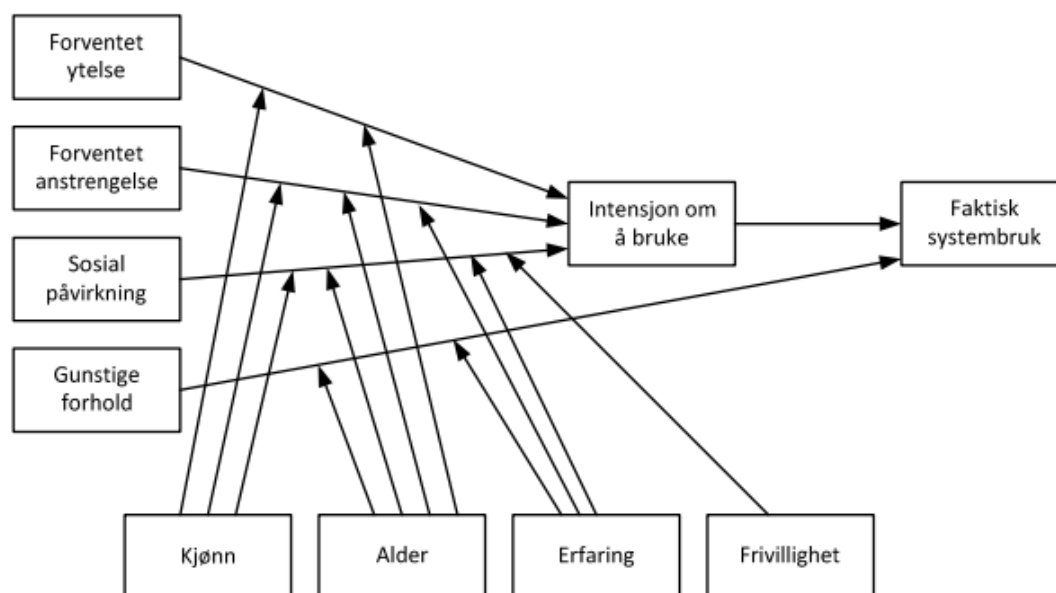 Forventet
ytelse
Forventet
anstrengelse
Sosial
påvirkning
Gunstige
forhold
Intensjon om
å bruke
Faktisk
systembruk
Kjønn
Alder
Erfaring
Frivillighet